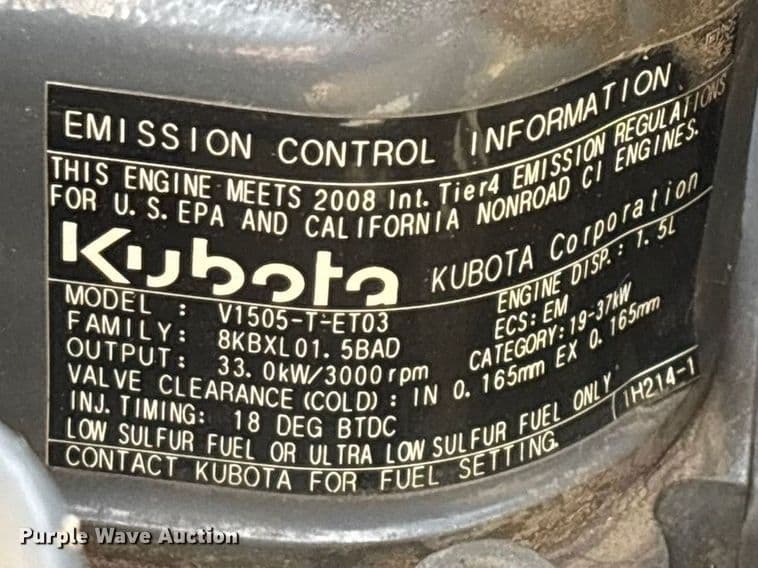 EMISSION CONTROL INFORMATION
THIS ENGINE MEETS 2008 Int. Tier4 EMISSION REGULATIONS
FOR U.S. EPA AND CALIFORNIA NONROAD CI ENGINES.
Kubota KUBOTA Corporation
MODEL : V1505-T-ET03 ENGINE DISP.: 1.5L
FAMILY: 8KBXL01.5BAD ECS: EM
OUTPUT: 33.0kW/3000rpm CATEGORY: 19-37kW
VALVE CLEARANCE (COLD) : IN 0.165mm EX 0.165mm
INJ. TIMING: 18 DEG BTDC
LOW SULFUR FUEL OR ULTRA LOW SULFUR FUEL ONLY
CONTACT KUBOTA FOR FUEL SETTING. 1H214-1
Purple Wave Auction